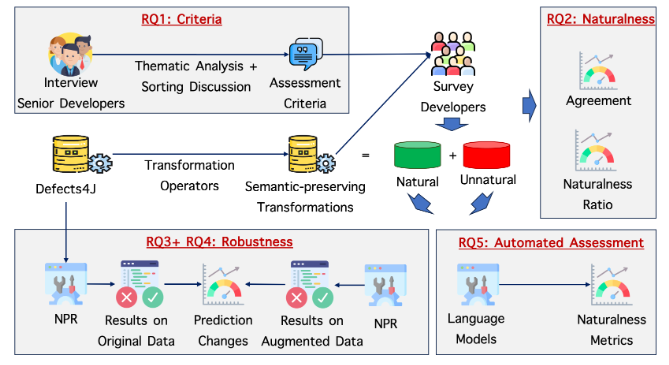 RQ1: Criteria
Interview
Senior Developers
Thematic Analysis +
Sorting Discussion
Assessment
Criteria
Survey
Developers
RQ2: Naturalness
Agreement
Naturalness
Ratio
Defects4J
Transformation
Operators
Semantic-preserving
Transformations
=
Natural
+
Unnatural
RQ3+ RQ4: Robustness
NPR
Results on
Original Data
Prediction
Changes
Results on
Augmented Data
NPR
RQ5: Automated Assessment
Language
Models
Naturalness
Metrics